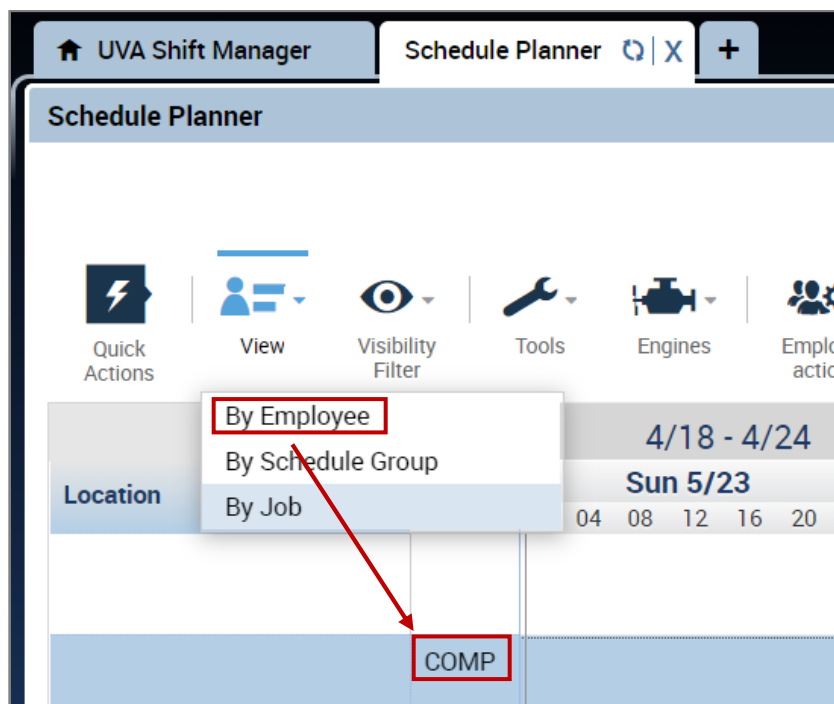 UVA Shift Manager
Schedule Planner X +
Schedule Planner
Quick Actions
View
Visibility Filter
Tools
Engines
By Employee
By Schedule Group
By Job
4/18 - 4/24
Location
Sun 5/23
04 08 12 16 20
COMP